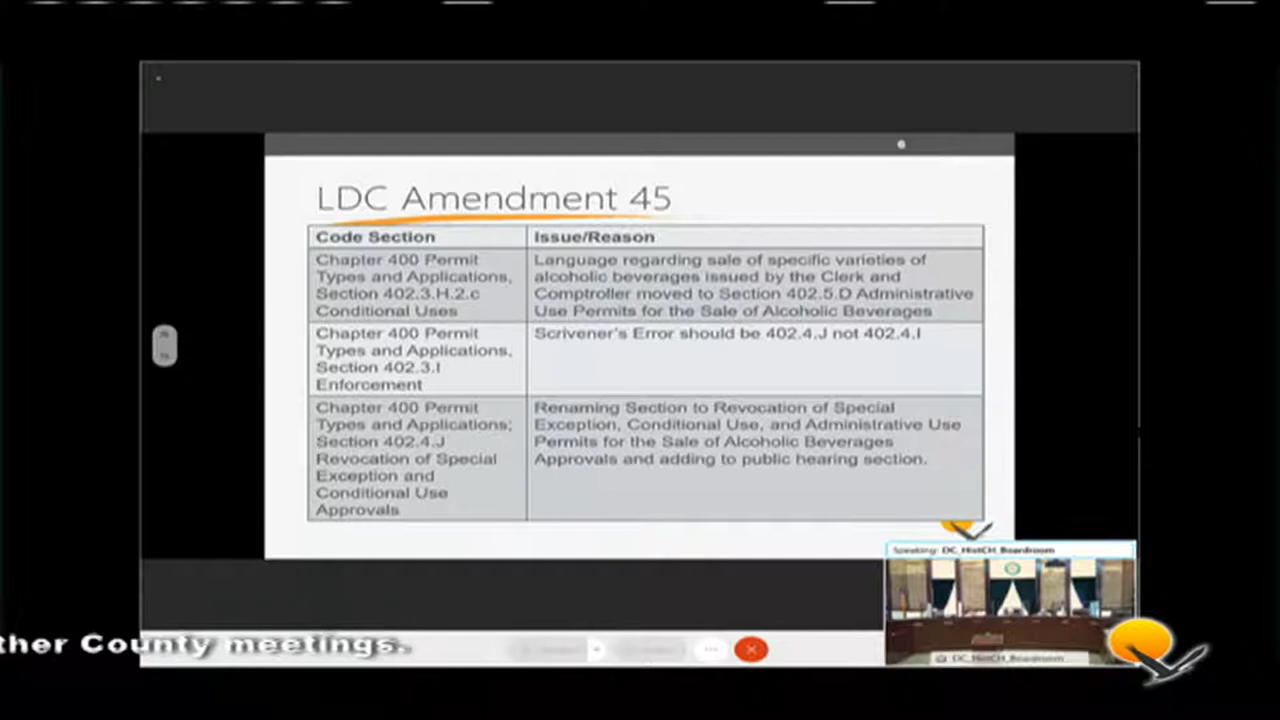 LDC Amendment 45
Code Section
Issue/Reason
Chapter 400 Permit
Types and Applications,
Section 402.3.H.2.c
Conditional Uses
Language regarding sale of specific varieties of
alcoholic beverages issued by the Clerk and
Comptroller moved to Section 402.5.D Administrative
Use Permits for the Sale of Alcoholic Beverages
Chapter 400 Permit
Types and Applications,
Section 402.3.I
Enforcement
Scrivener's Error should be 402.4.J not 402.4.I
Chapter 400 Permit
Types and Applications;
Section 402.4.J
Revocation of Special
Exception and
Conditional Use
Approvals
Renaming Section to Revocation of Special
Exception, Conditional Use, and Administrative Use
Permits for the Sale of Alcoholic Beverages
Approvals and adding to public hearing section.
Speaking: DC_HistCH_Boardroom
DC_HistCH_Boardroom
ther County meetings.